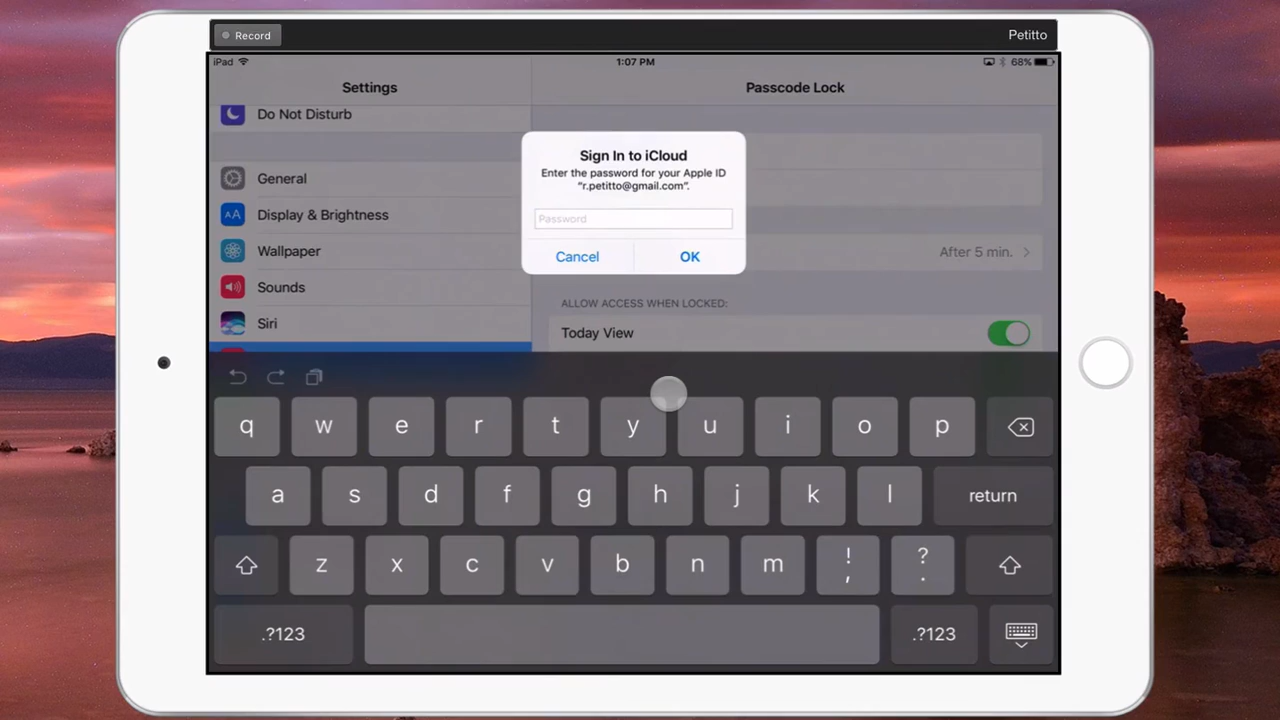 Record
Petitto
iPad
1:07 PM
68%
Settings
Passcode Lock
Do Not Disturb
General
AA
Display & Brightness
Wallpaper
Sounds
Siri
Sign In to iCloud
Enter the password for your Apple ID
“r.petitto@gmail.com”.
Password
Cancel
OK
After 5 min.
ALLOW ACCESS WHEN LOCKED:
Today View
q w e r t y u i o p
a s d f g h j k l return
z x c v b n m ! , ? .
.?123 .?123